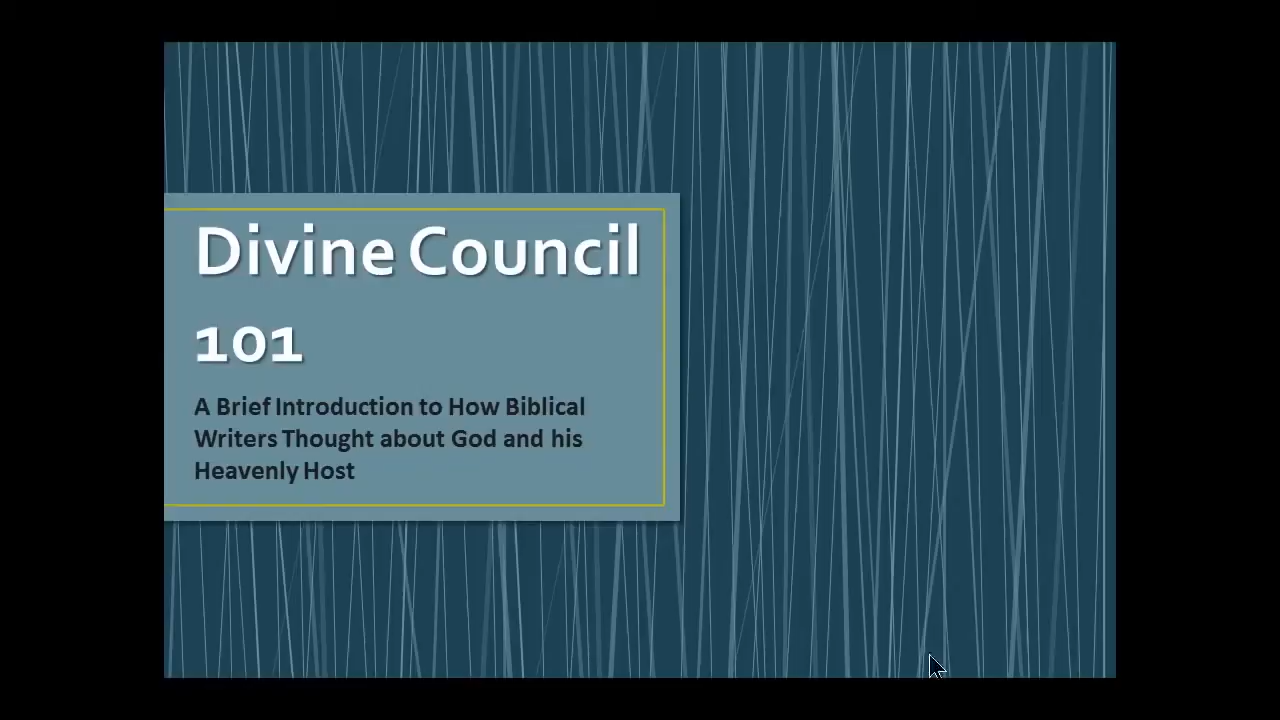 Divine Council
101
A Brief Introduction to How Biblical
Writers Thought about God and his
Heavenly Host